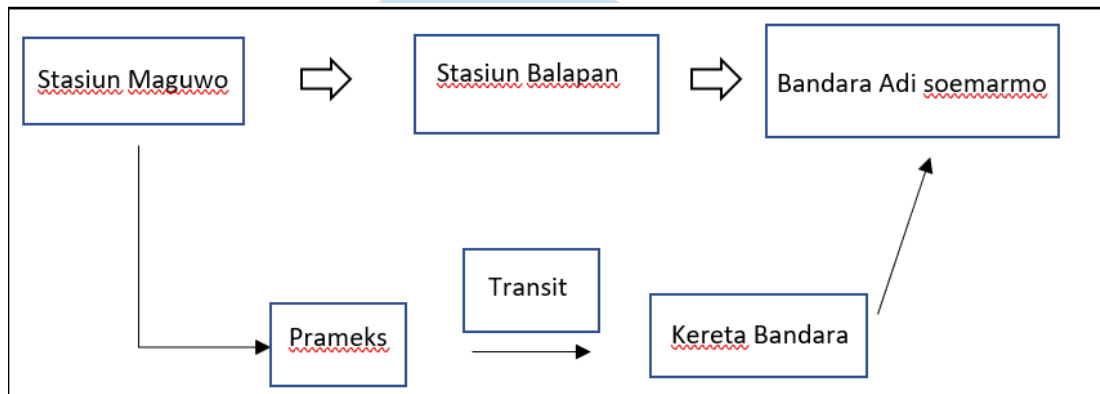 Stasiun Maguwo
Stasiun Balapan
Bandara Adi soemarmo
Transit
Prameks
Kereta Bandara